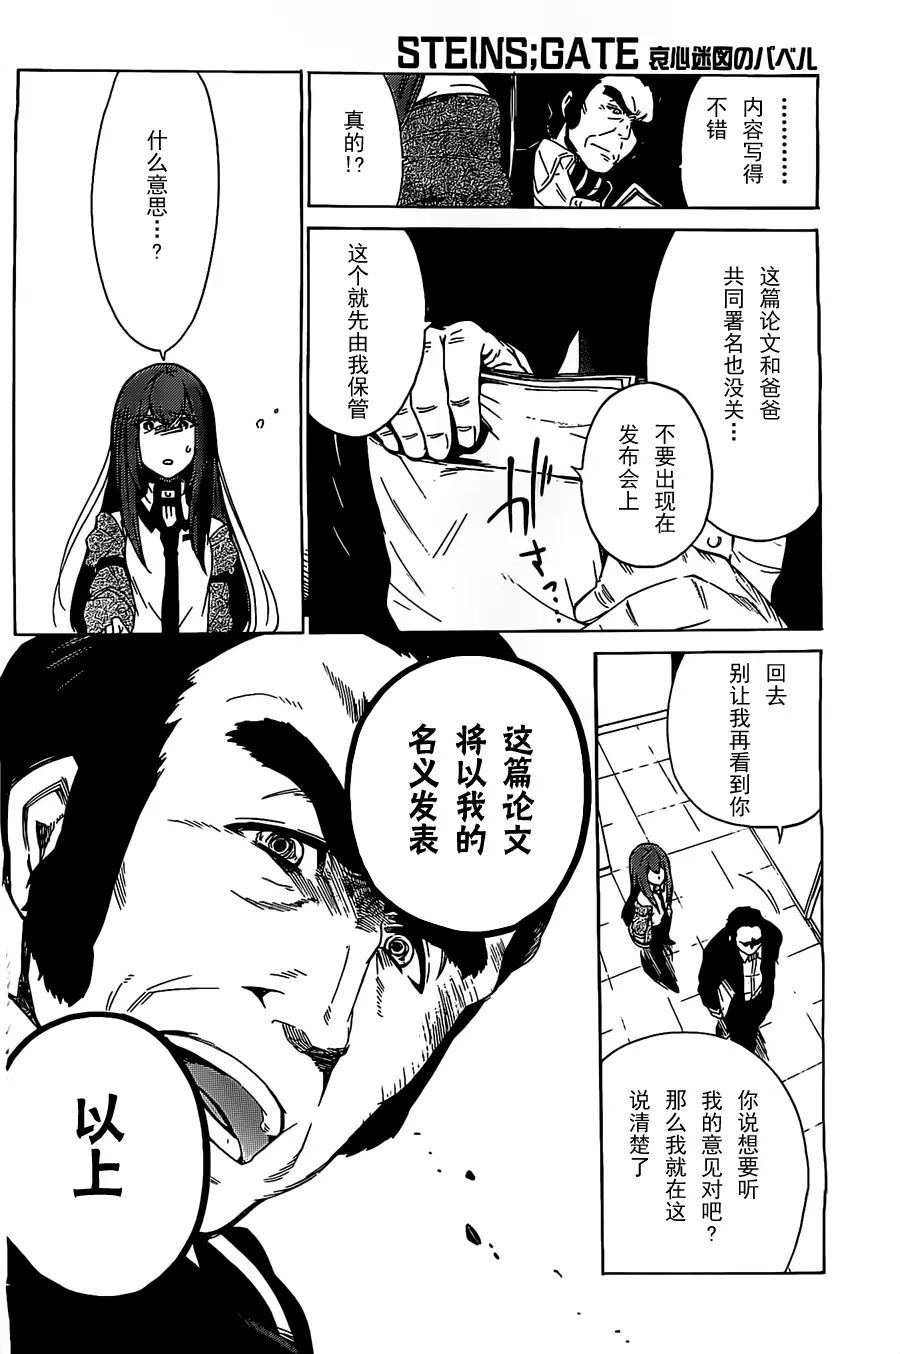 STEINS;GATE 哀心迷図のバベル
…………
内容写得
不错
真的!?
这篇论文和爸爸
共同署名也没关…
不要出现在
发布会上
这个就先由我保管
ガサ…
什么意思…?
回去
别让我再看到你
你说想要听
我的意见对吧?
那么我就在这
说清楚了
这篇论文
将以我的
名义发表
以上